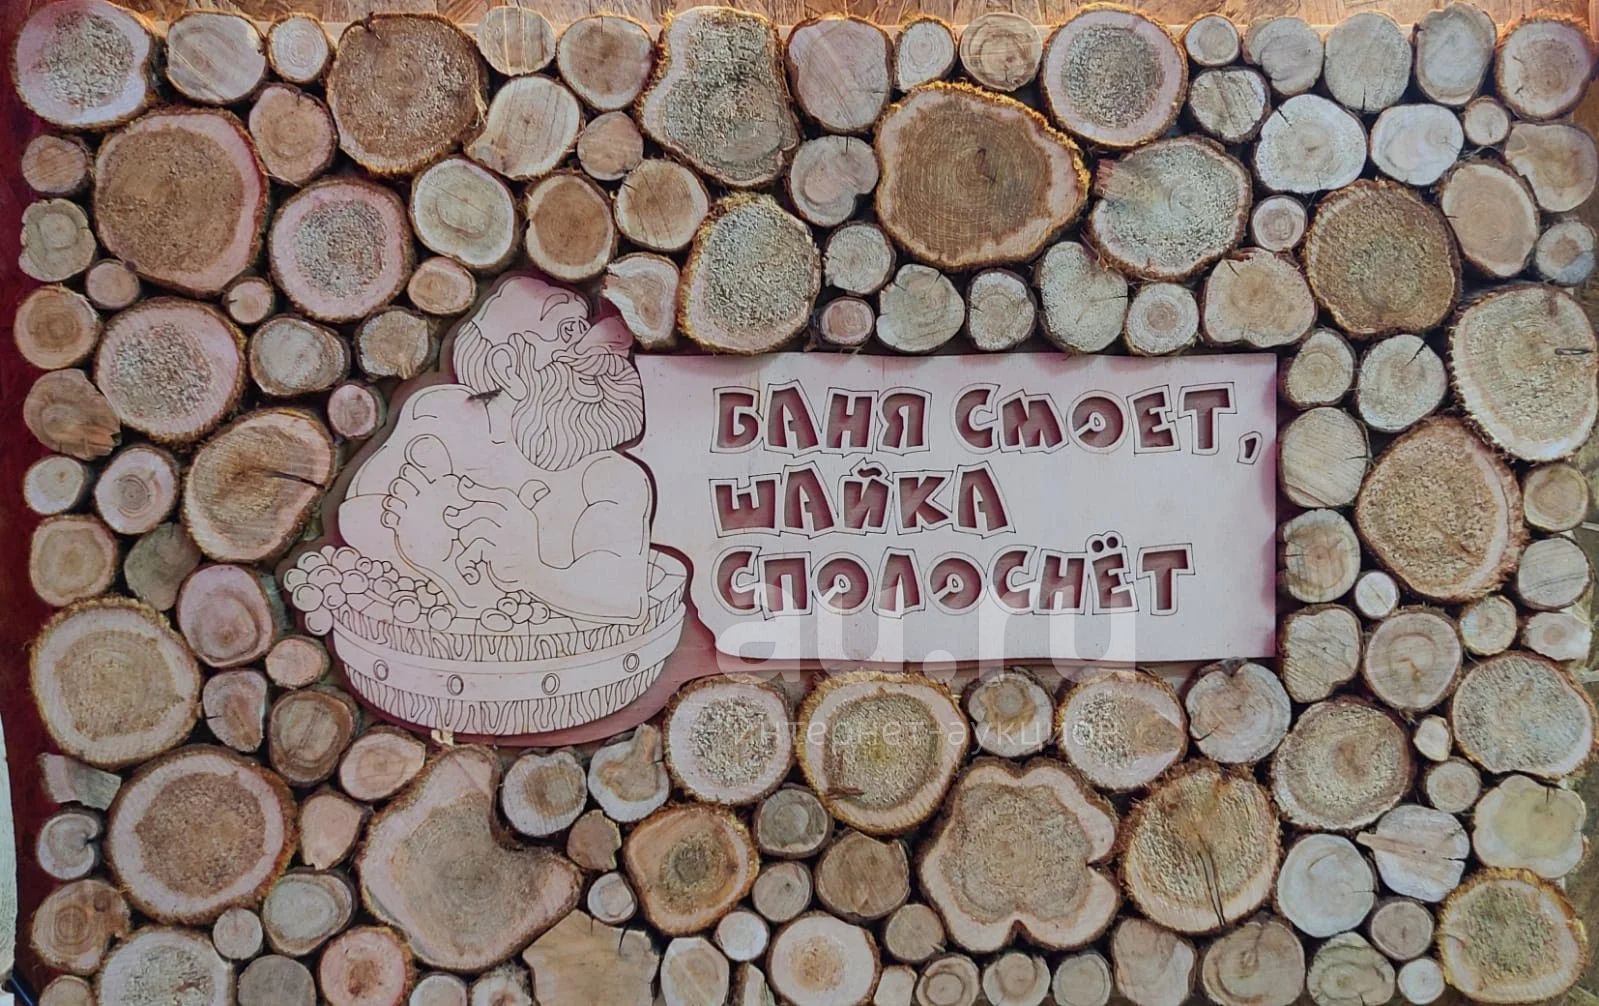 БАНЯ СМОЕТ,
ШАЙКА
СПОЛОСНЁТ
au.ru
интернет-аукцион